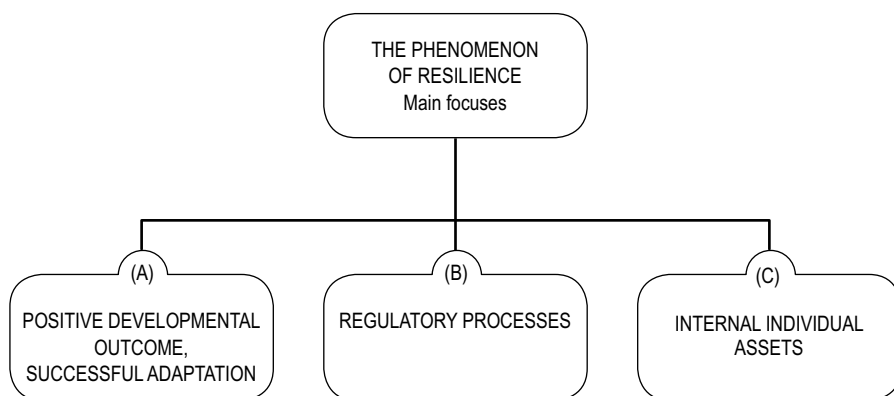 THE PHENOMENON
OF RESILIENCE
Main focuses
(A)
POSITIVE DEVELOPMENTAL
OUTCOME,
SUCCESSFUL ADAPTATION
(B)
REGULATORY PROCESSES
(C)
INTERNAL INDIVIDUAL
ASSETS